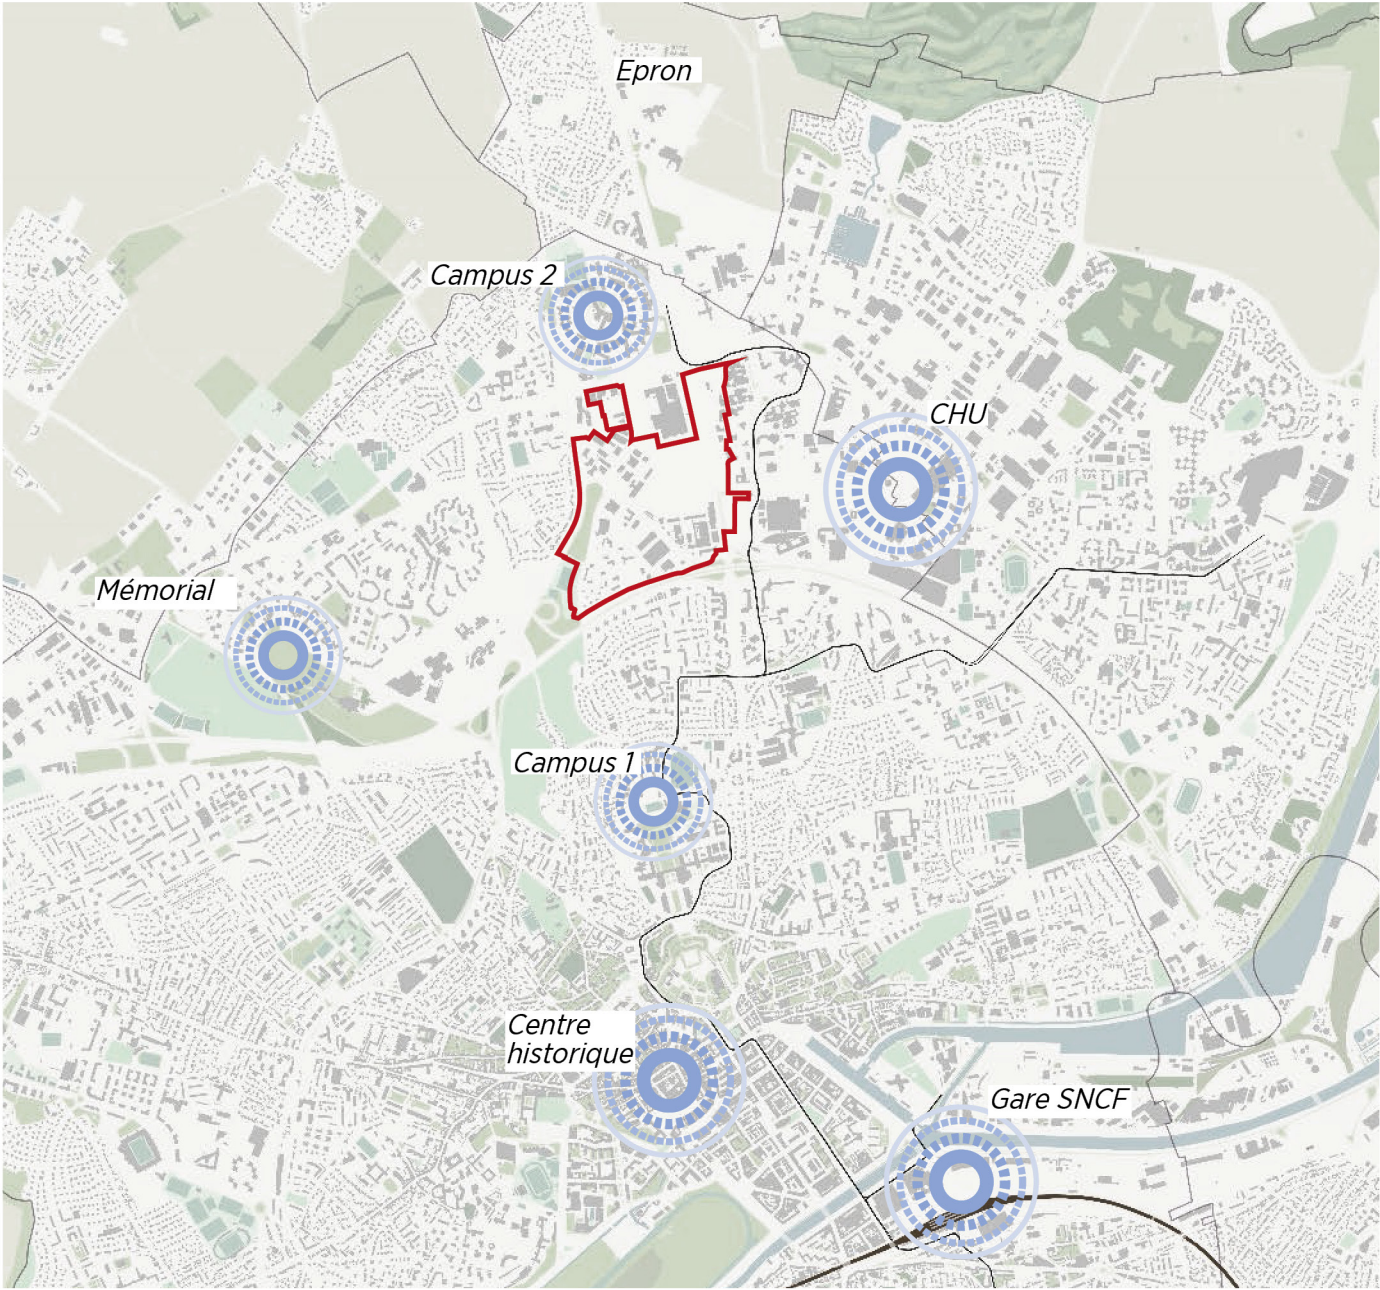 Epron
Campus 2
CHU
Mémorial
Campus 1
Centre
historique
Gare SNCF